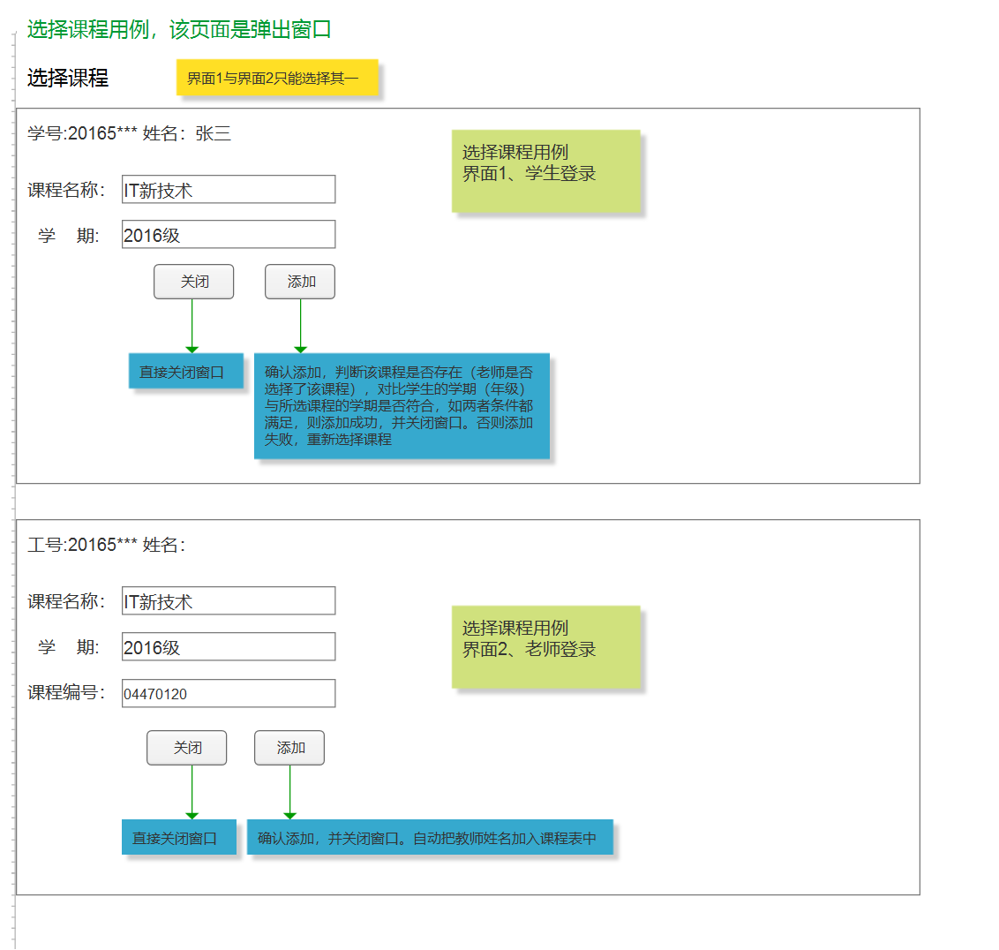 选择课程用例，该页面是弹出窗口
选择课程
界面1与界面2只能选择其一
学号:20165*** 姓名：张三
选择课程用例
界面1、学生登录
课程名称：
IT新技术
学 期:
2016级
关闭
添加
直接关闭窗口
确认添加，判断该课程是否存在（老师是否
选择了该课程），对比学生的学期（年级）
与所选课程的学期是否符合，如两者条件都
满足，则添加成功，并关闭窗口。否则添加
失败，重新选择课程
工号:20165*** 姓名：
课程名称：
IT新技术
选择课程用例
界面2、老师登录
学 期:
2016级
课程编号：
04470120
关闭
添加
直接关闭窗口
确认添加，并关闭窗口。自动把教师姓名加入课程表中